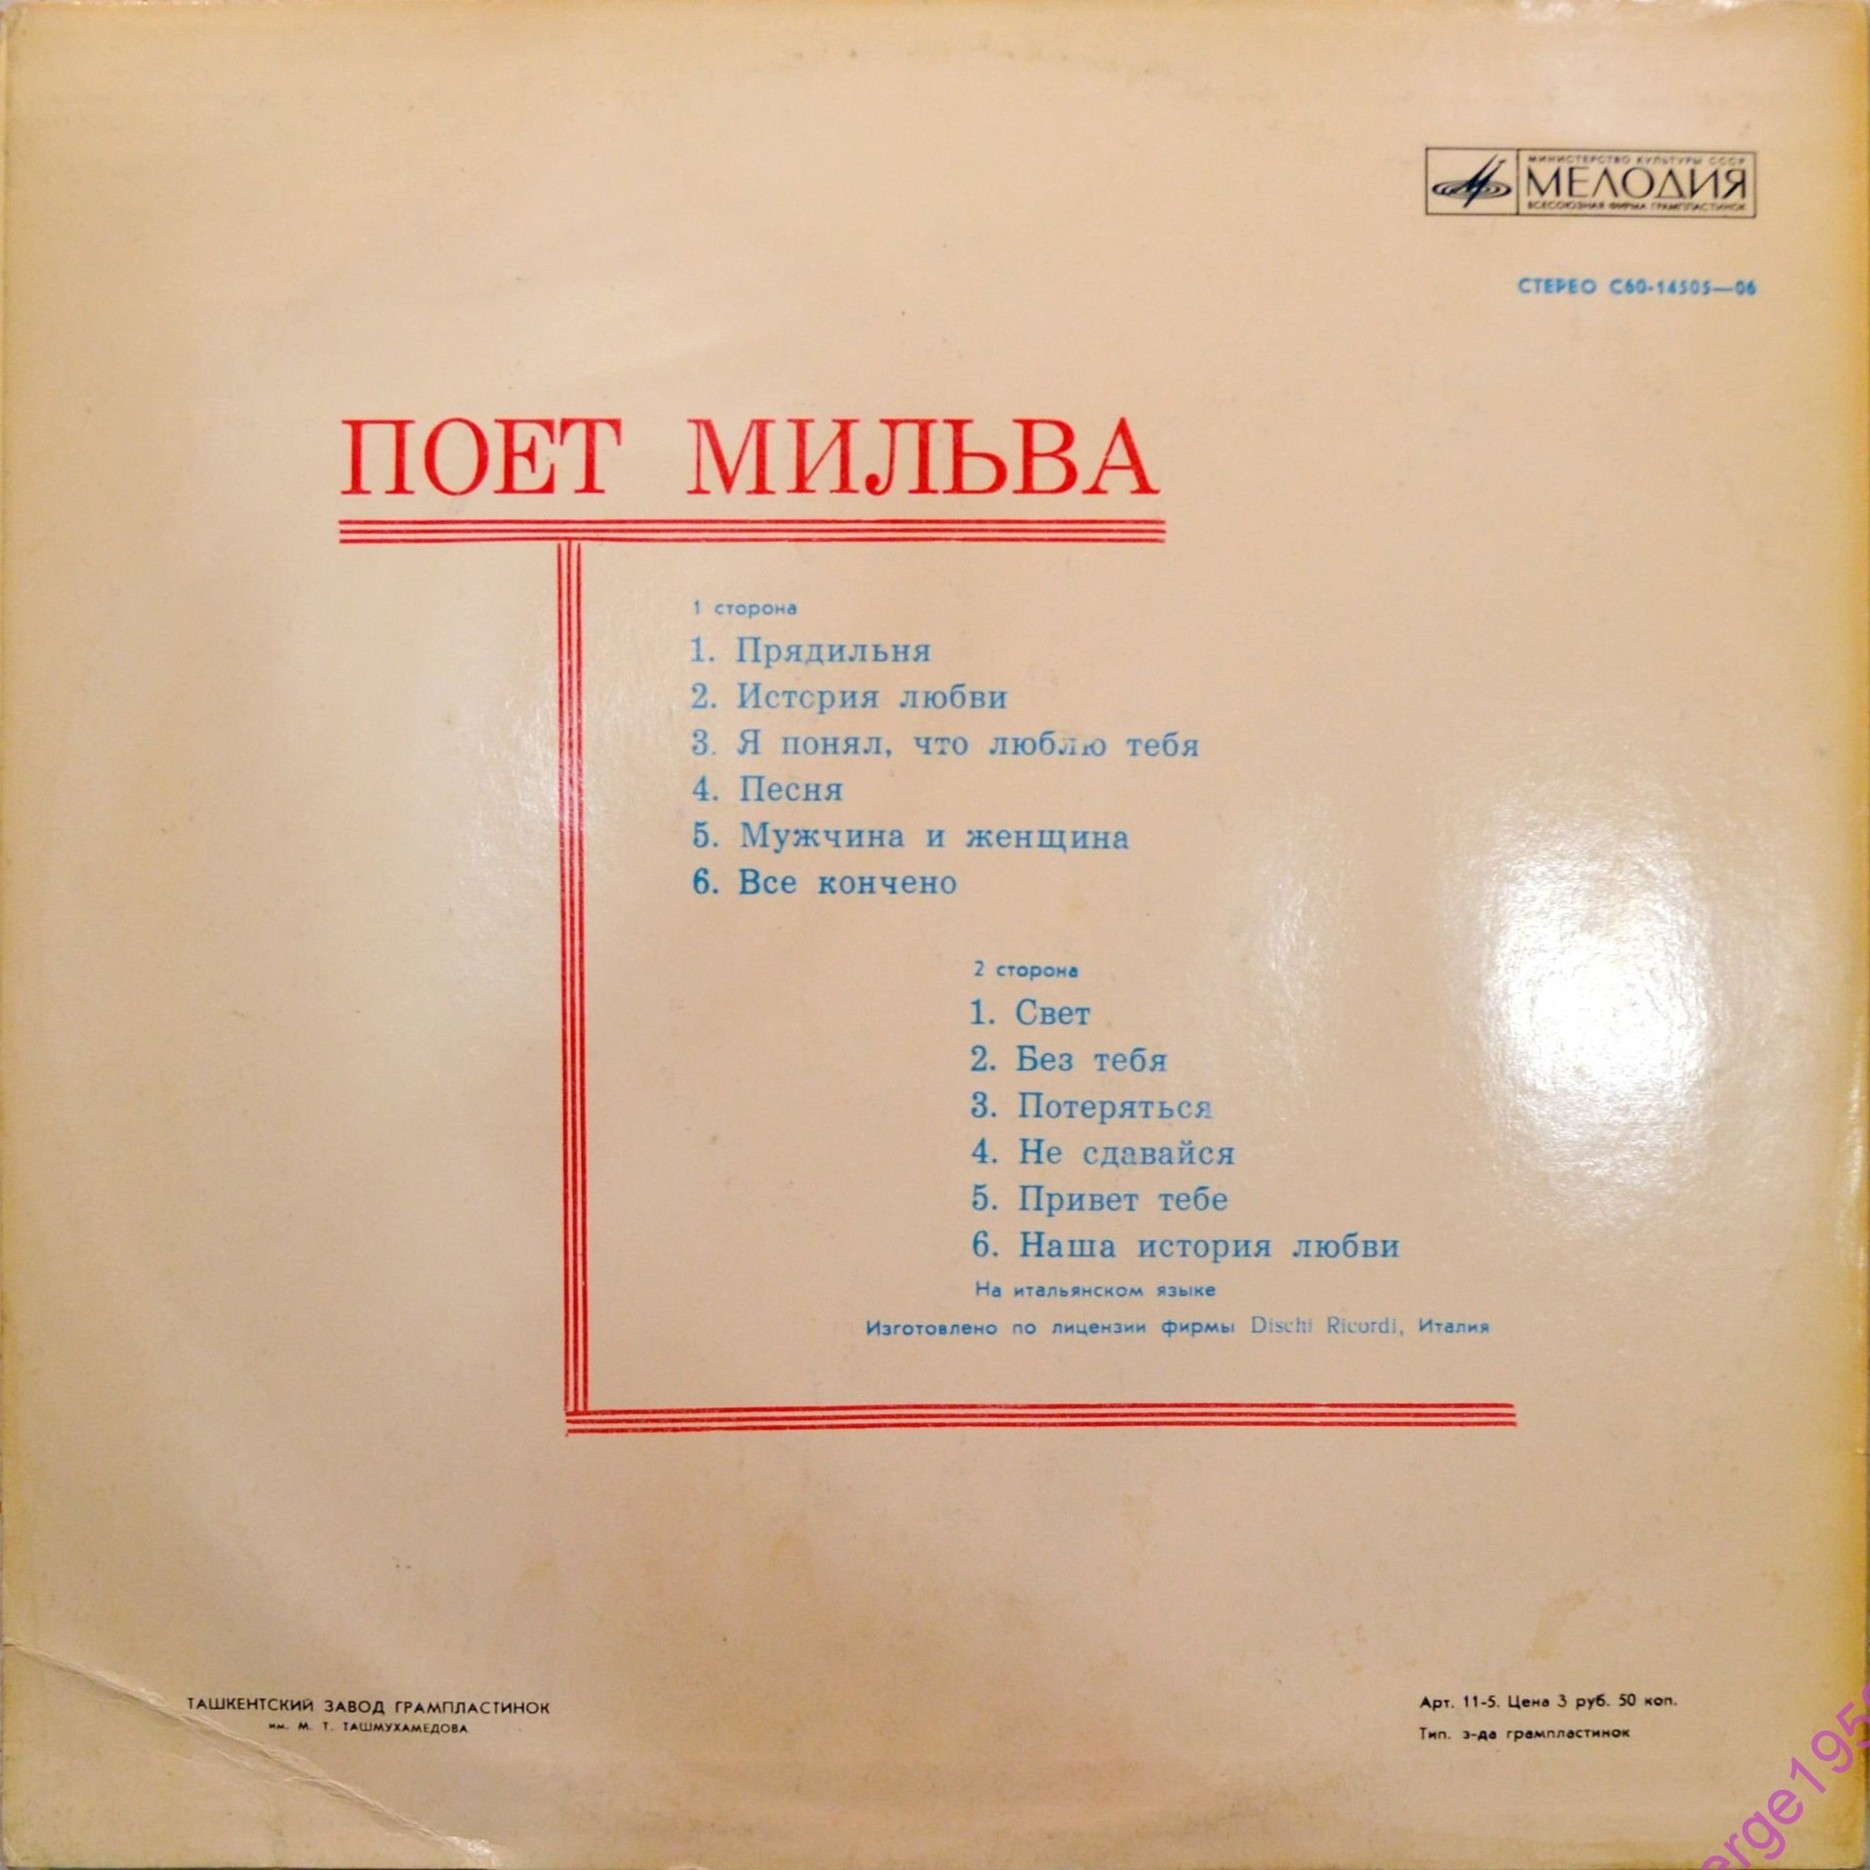 МИНИСТЕРСТВО КУЛЬТУРЫ СССР
МЕЛОДИЯ
ВСЕСОЮЗНАЯ ФИРМА ГРАМПЛАСТИНОК
СТЕРЕО С60-14505—06
ПОЕТ МИЛЬВА
1 сторона
1. Прядильня
2. История любви
3. Я понял, что люблю тебя
4. Песня
5. Мужчина и женщина
6. Все кончено
2 сторона
1. Свет
2. Без тебя
3. Потеряться
4. Не сдавайся
5. Привет тебе
6. Наша история любви
На итальянском языке
Изготовлено по лицензии фирмы Dischi Ricordi, Италия
ТАШКЕНТСКИЙ ЗАВОД ГРАМПЛАСТИНОК
им. М. Т. ТАШМУХАМЕДОВА
Арт. 11-5. Цена 3 руб. 50 коп.
Тип. з-да грампластинок